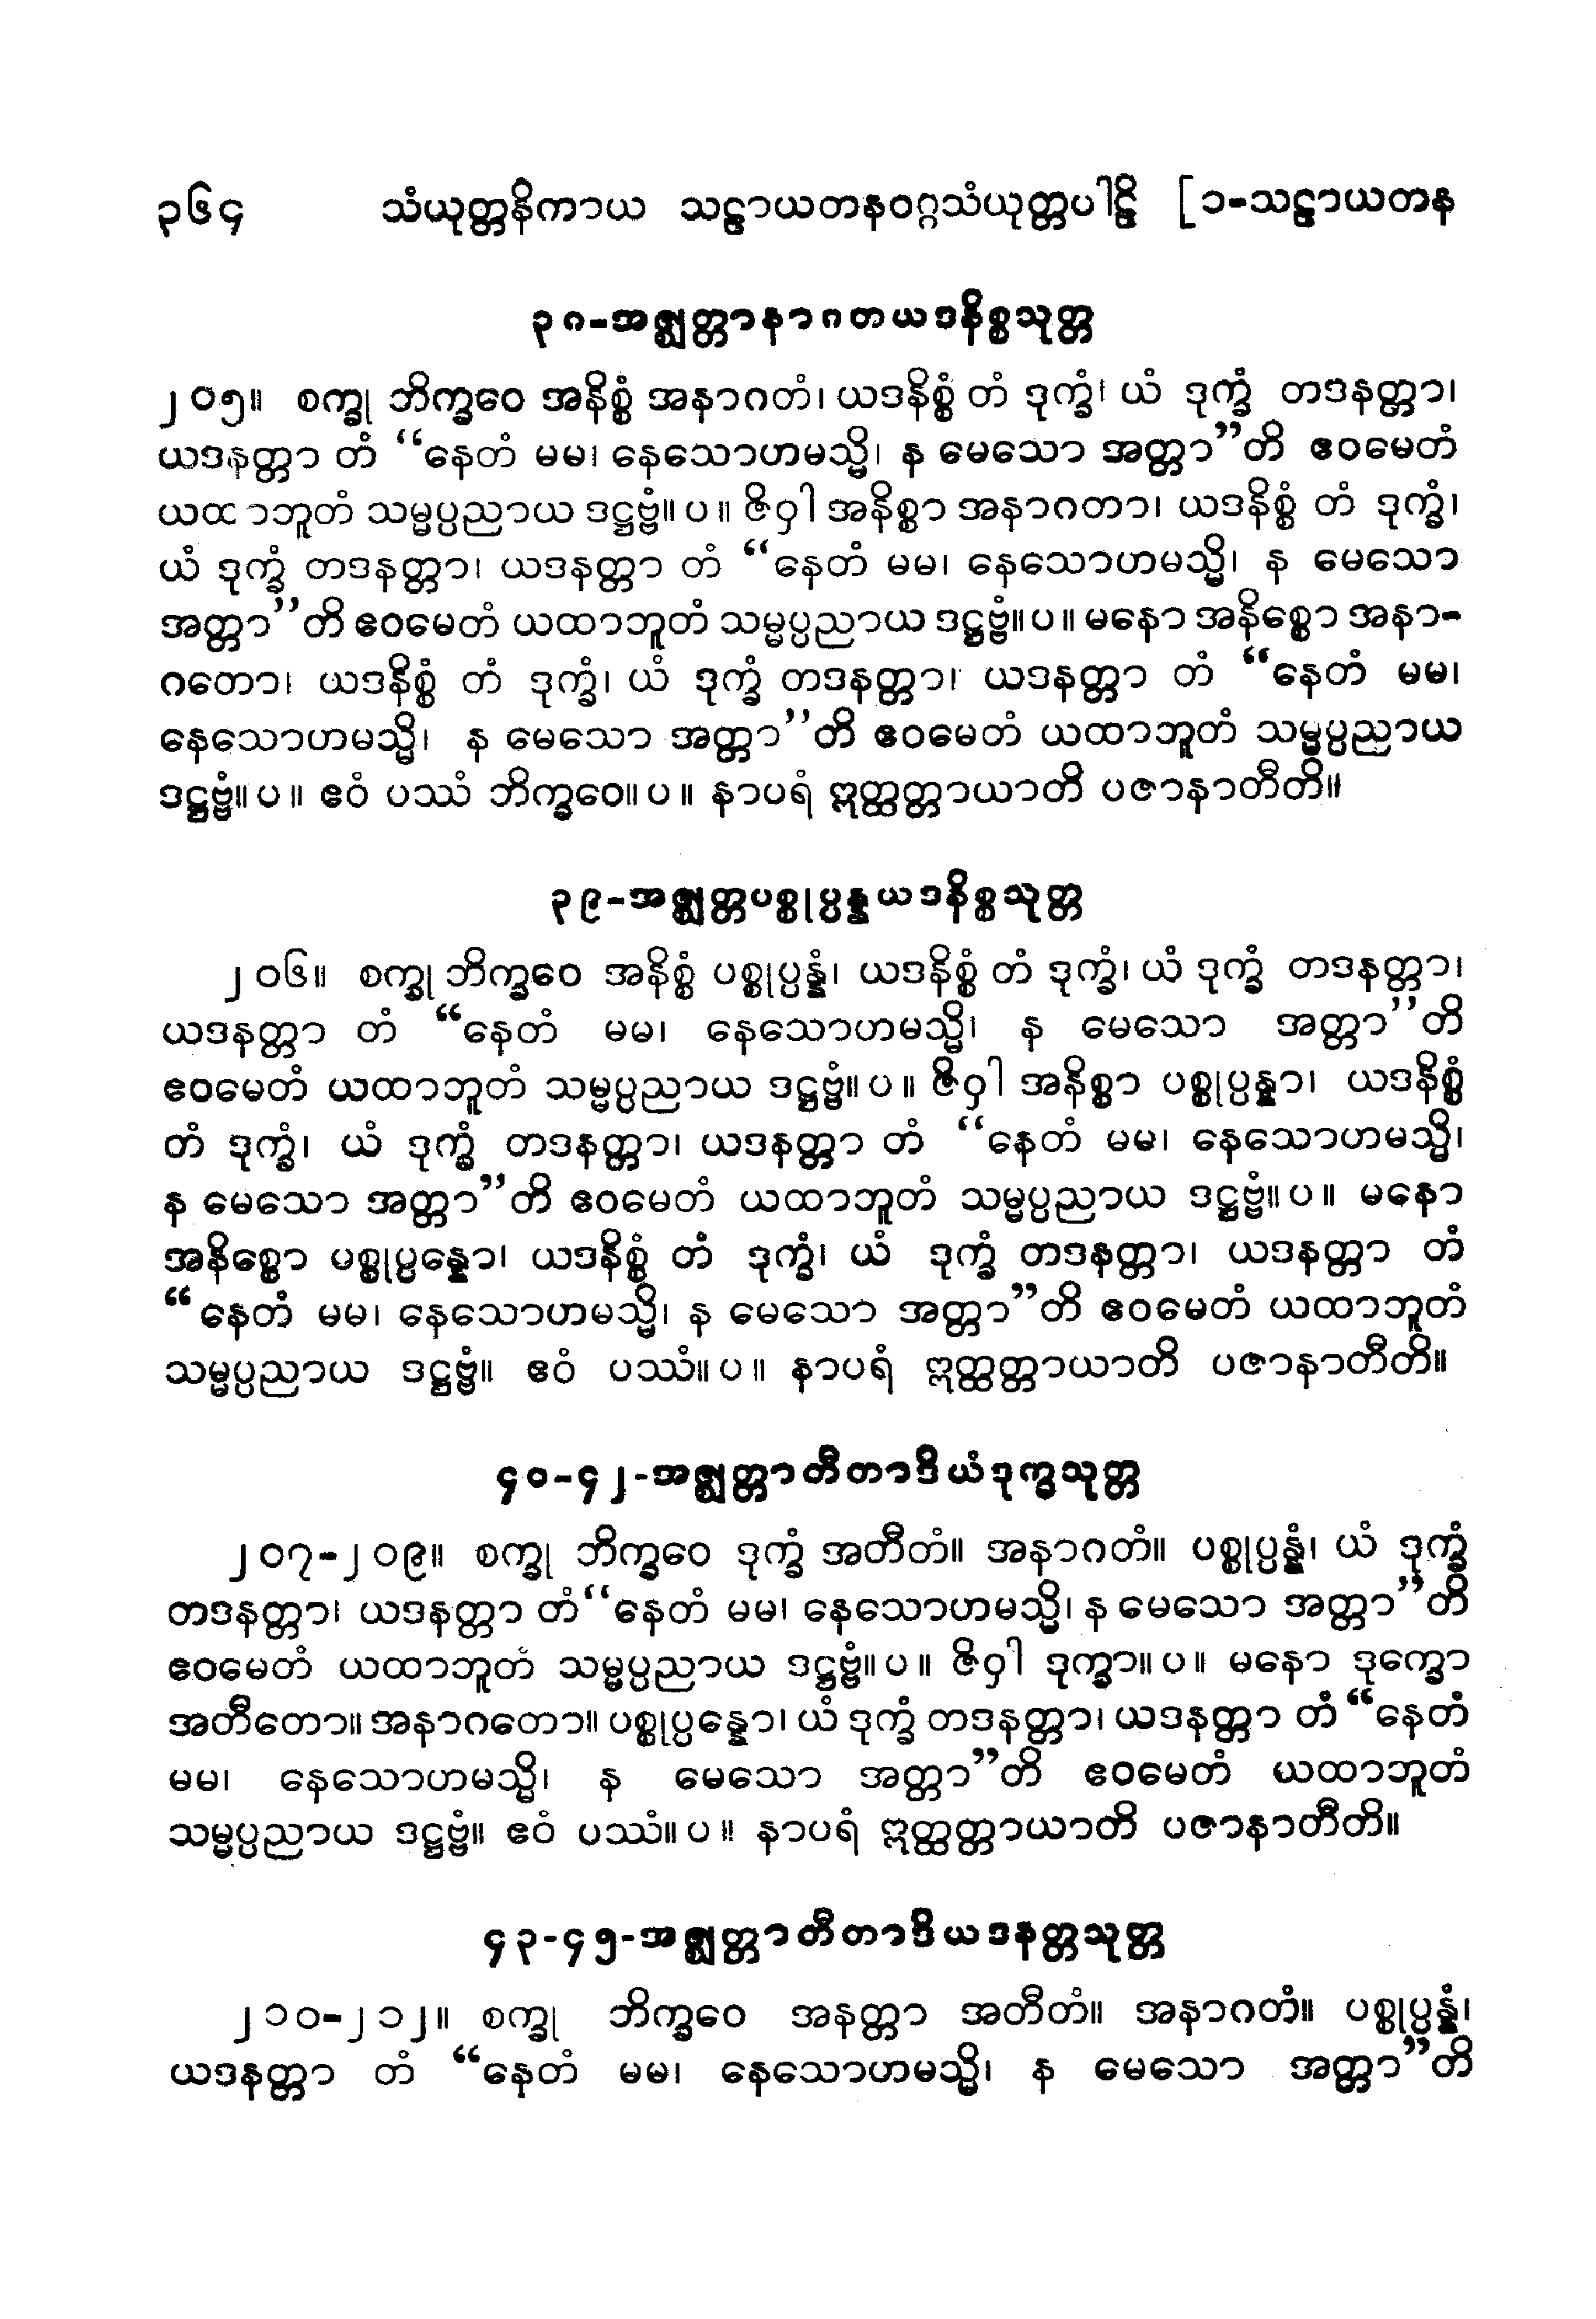 ၃၆၄ သံယုတ္တနိကာယ သဠာယတနဝဂ္ဂသံယုတ္တပါဠိ [၁-သဠာယတန
၃၈-အဇ္ဈတ္တာနာဂတယဒနိစ္စသုတ္တ
၂၀၅။ စက္ခု ဘိက္ခဝေ အနိစ္စံ အနာဂတံ၊ ယဒနိစ္စံ တံ ဒုက္ခံ၊ ယံ ဒုက္ခံ တဒနတ္တာ၊
ယဒနတ္တာ တံ “နေတံ မမ၊ နေသောဟမသ္မိ၊ န မေသော အတ္တာ”တိ ဧဝမေတံ
ယထာဘူတံ သမ္မပ္ပညာယ ဒဋ္ဌဗ္ဗံ။ ပ ။ ဇိဝှါ အနိစ္စာ အနာဂတာ၊ ယဒနိစ္စံ တံ ဒုက္ခံ၊
ယံ ဒုက္ခံ တဒနတ္တာ၊ ယဒနတ္တာ တံ “နေတံ မမ၊ နေသောဟမသ္မိ၊ န မေသော
အတ္တာ”တိ ဧဝမေတံ ယထာဘူတံ သမ္မပ္ပညာယ ဒဋ္ဌဗ္ဗံ။ ပ ။ မနော အနိစ္စော အနာ-
ဂတော၊ ယဒနိစ္စံ တံ ဒုက္ခံ၊ ယံ ဒုက္ခံ တဒနတ္တာ၊ ယဒနတ္တာ တံ “နေတံ မမ၊
နေသောဟမသ္မိ၊ န မေသော အတ္တာ”တိ ဧဝမေတံ ယထာဘူတံ သမ္မပ္ပညာယ
ဒဋ္ဌဗ္ဗံ။ ပ ။ ဧဝံ ပဿံ ဘိက္ခဝေ။ ပ ။ နာပရံ ဣတ္ထတ္တာယာတိ ပဇာနာတီတိ။
၃၉-အဇ္ဈတ္တပစ္စုပ္ပန္နယဒနိစ္စသုတ္တ
၂၀၆။ စက္ခု ဘိက္ခဝေ အနိစ္စံ ပစ္စုပ္ပန္နံ၊ ယဒနိစ္စံ တံ ဒုက္ခံ၊ ယံ ဒုက္ခံ တဒနတ္တာ၊
ယဒနတ္တာ တံ “နေတံ မမ၊ နေသောဟမသ္မိ၊ န မေသော အတ္တာ”တိ
ဧဝမေတံ ယထာဘူတံ သမ္မပ္ပညာယ ဒဋ္ဌဗ္ဗံ။ ပ ။ ဇိဝှါ အနိစ္စာ ပစ္စုပ္ပန္နာ၊ ယဒနိစ္စံ
တံ ဒုက္ခံ၊ ယံ ဒုက္ခံ တဒနတ္တာ၊ ယဒနတ္တာ တံ “နေတံ မမ၊ နေသောဟမသ္မိ၊
န မေသော အတ္တာ”တိ ဧဝမေတံ ယထာဘူတံ သမ္မပ္ပညာယ ဒဋ္ဌဗ္ဗံ။ ပ ။ မနော
အနိစ္စော ပစ္စုပ္ပန္နော၊ ယဒနိစ္စံ တံ ဒုက္ခံ၊ ယံ ဒုက္ခံ တဒနတ္တာ၊ ယဒနတ္တာ တံ
“နေတံ မမ၊ နေသောဟမသ္မိ၊ န မေသော အတ္တာ”တိ ဧဝမေတံ ယထာဘူတံ
သမ္မပ္ပညာယ ဒဋ္ဌဗ္ဗံ။ ဧဝံ ပဿံ။ ပ ။ နာပရံ ဣတ္ထတ္တာယာတိ ပဇာနာတီတိ။
၄၀-၄၂-အဇ္ဈတ္တာတီတာဒိယံဒုက္ခသုတ္တ
၂၀၇-၂၀၉။ စက္ခု ဘိက္ခဝေ ဒုက္ခံ အတီတံ။ အနာဂတံ။ ပစ္စုပ္ပန္နံ၊ ယံ ဒုက္ခံ
တဒနတ္တာ၊ ယဒနတ္တာ တံ“နေတံ မမ၊ နေသောဟမသ္မိ၊ န မေသော အတ္တာ”တိ
ဧဝမေတံ ယထာဘူတံ သမ္မပ္ပညာယ ဒဋ္ဌဗ္ဗံ။ ပ ။ ဇိဝှါ ဒုက္ခာ။ ပ ။ မနော ဒုက္ခော
အတီတော။ အနာဂတော။ ပစ္စုပ္ပန္နော၊ ယံ ဒုက္ခံ တဒနတ္တာ၊ ယဒနတ္တာ တံ “နေတံ
မမ၊ နေသောဟမသ္မိ၊ န မေသော အတ္တာ”တိ ဧဝမေတံ ယထာဘူတံ
သမ္မပ္ပညာယ ဒဋ္ဌဗ္ဗံ။ ဧဝံ ပဿံ။ ပ ။ နာပရံ ဣတ္ထတ္တာယာတိ ပဇာနာတီတိ။
၄၃-၄၅-အဇ္ဈတ္တာတီတာဒိယဒနတ္တသုတ္တ
၂၁၀-၂၁၂။ စက္ခု ဘိက္ခဝေ အနတ္တာ အတီတံ။ အနာဂတံ။ ပစ္စုပ္ပန္နံ၊
ယဒနတ္တာ တံ “နေတံ မမ၊ နေသောဟမသ္မိ၊ န မေသော အတ္တာ”တိ